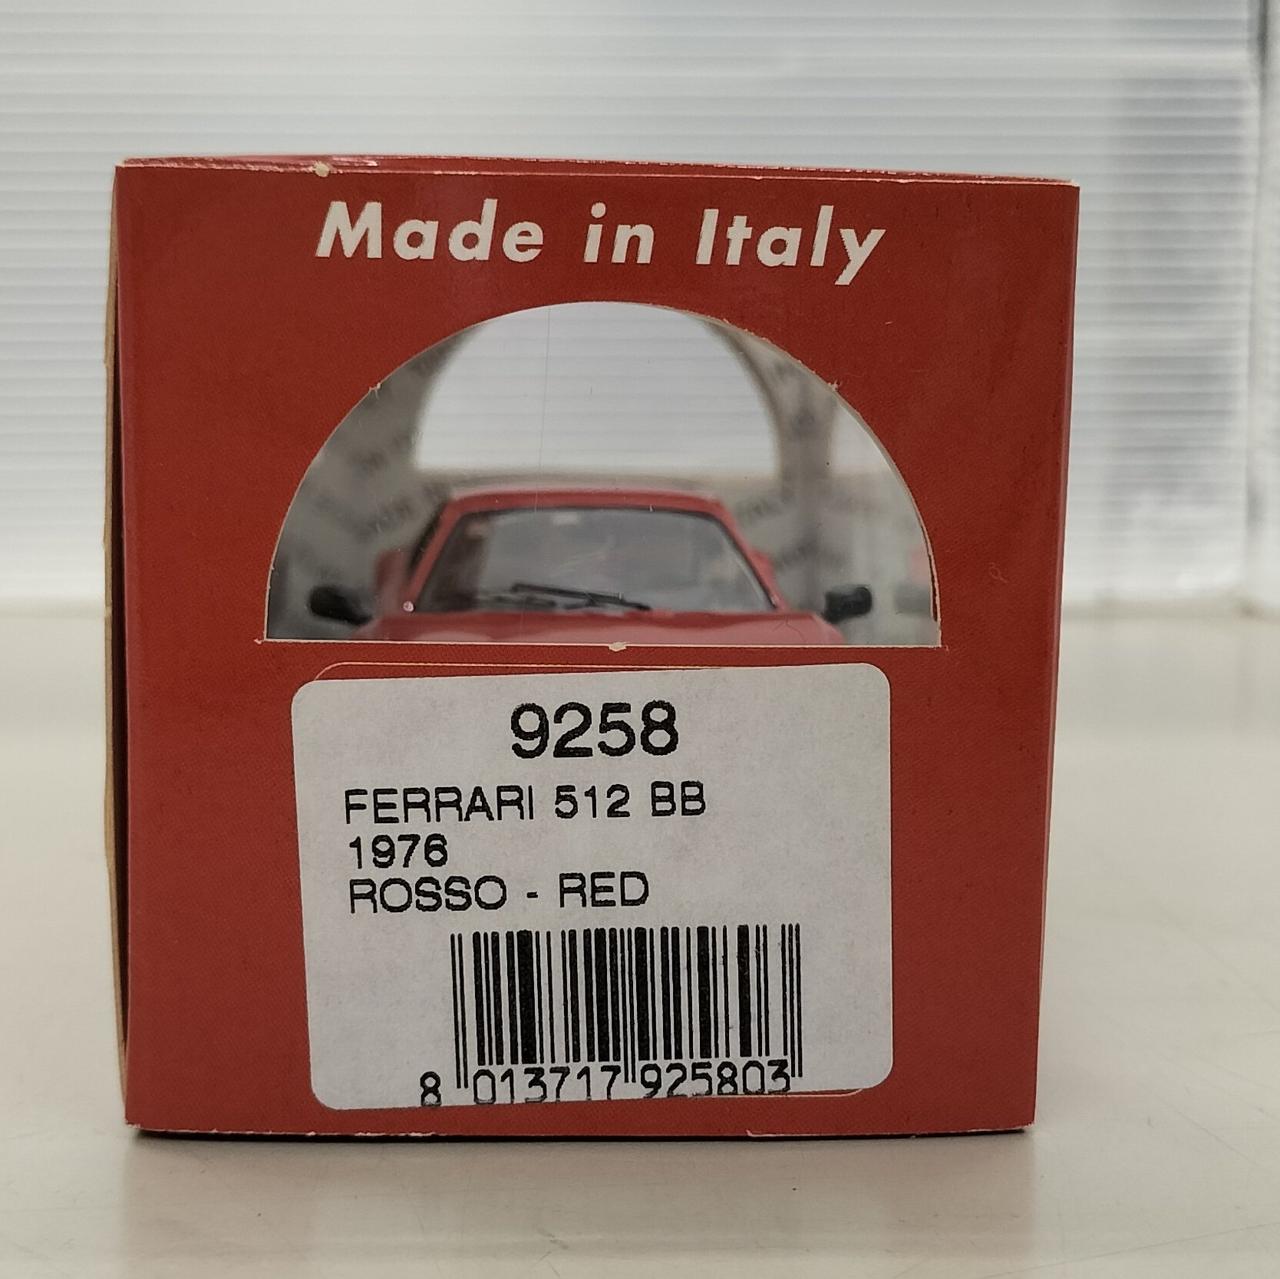 Made in Italy
9258
FERRARI 512 BB
1976
ROSSO - RED
8 013717 925803